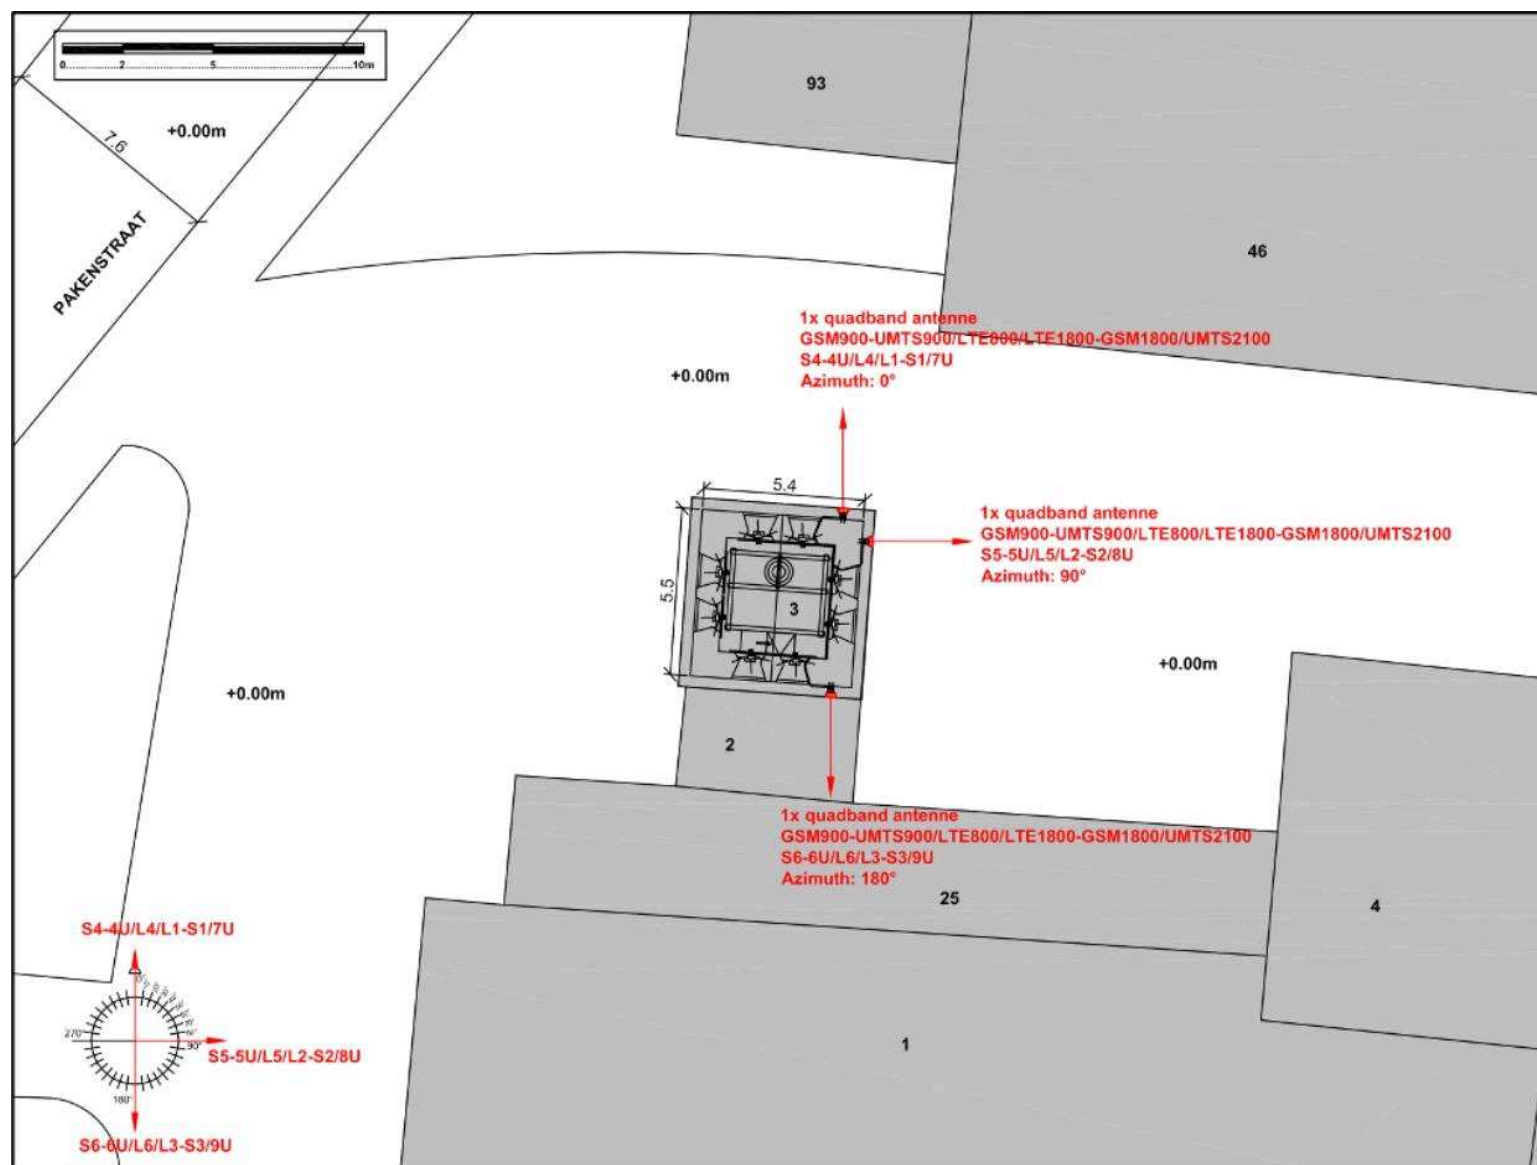 0 2 5 10m
93
7.6
+0.00m
PAKENSTRAAT
46
1x quadband antenne
GSM900-UMTS900/LTE800/LTE1800-GSM1800/UMTS2100
S4-4U/L4/L1-S1/7U
Azimuth: 0°
+0.00m
5.4
1x quadband antenne
GSM900-UMTS900/LTE800/LTE1800-GSM1800/UMTS2100
S5-5U/L5/L2-S2/8U
Azimuth: 90°
5.5
3
+0.00m
+0.00m
2
1x quadband antenne
GSM900-UMTS900/LTE800/LTE1800-GSM1800/UMTS2100
S6-6U/L6/L3-S3/9U
Azimuth: 180°
25
4
1
S4-4U/L4/L1-S1/7U
270°
90°
S5-5U/L5/L2-S2/8U
180°
S6-6U/L6/L3-S3/9U